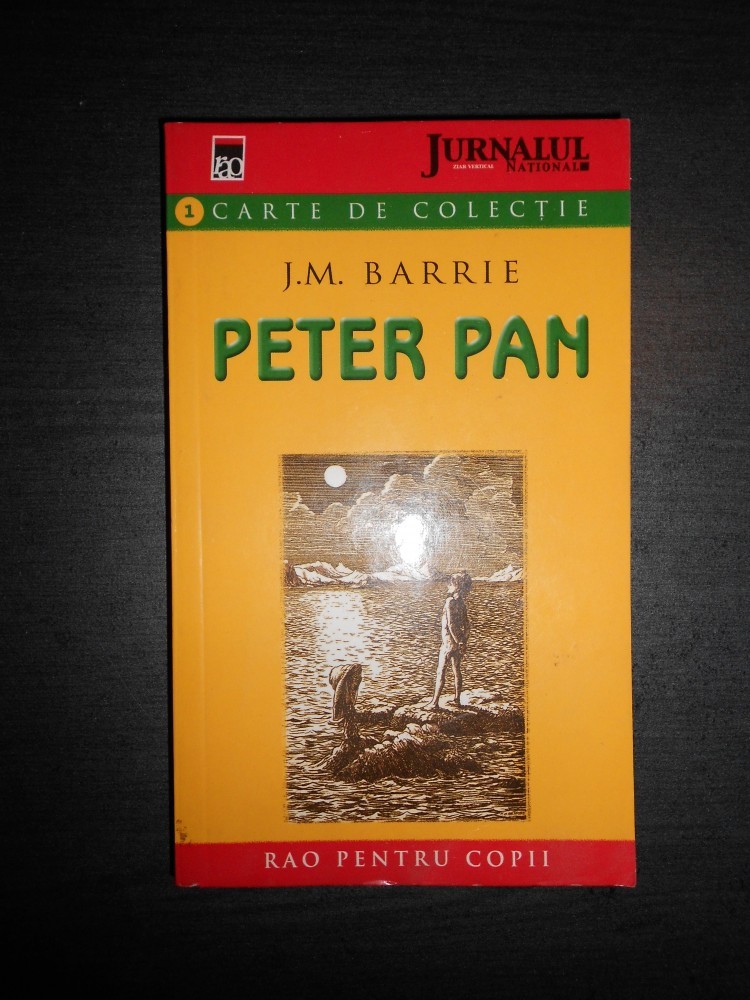 rao
JURNALUL
ZIAR VERTICAL
NAȚIONAL
1 CARTE DE COLECȚIE
J.M. BARRIE
PETER PAN
RAO PENTRU COPII